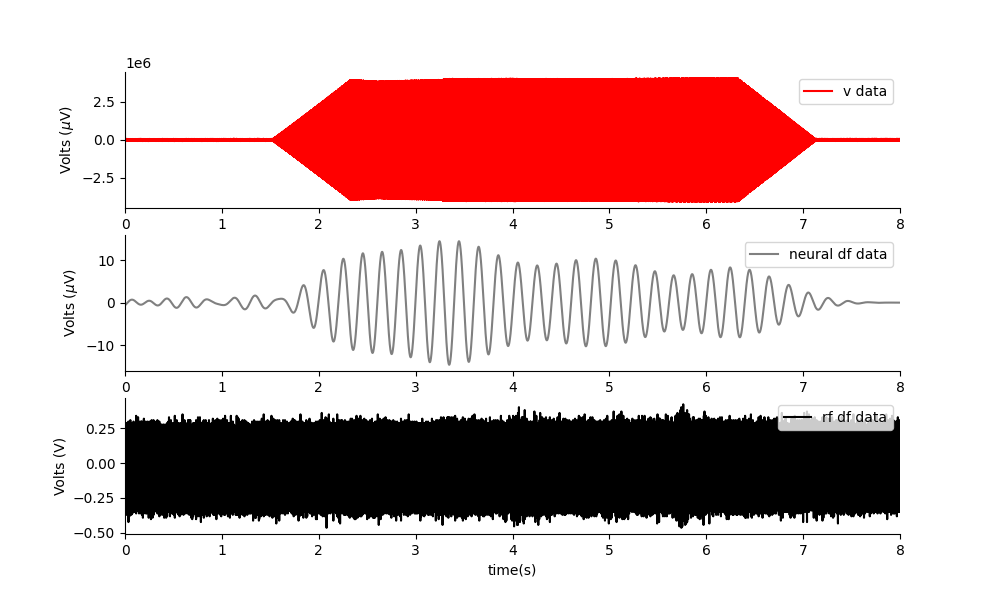 1e6
Volts (μV)
2.5
0.0
−2.5
v data
0 1 2 3 4 5 6 7 8
Volts (μV)
10
0
−10
neural df data
0 1 2 3 4 5 6 7 8
Volts (V)
0.25
0.00
−0.25
−0.50
rf df data
0 1 2 3 4 5 6 7 8
time(s)